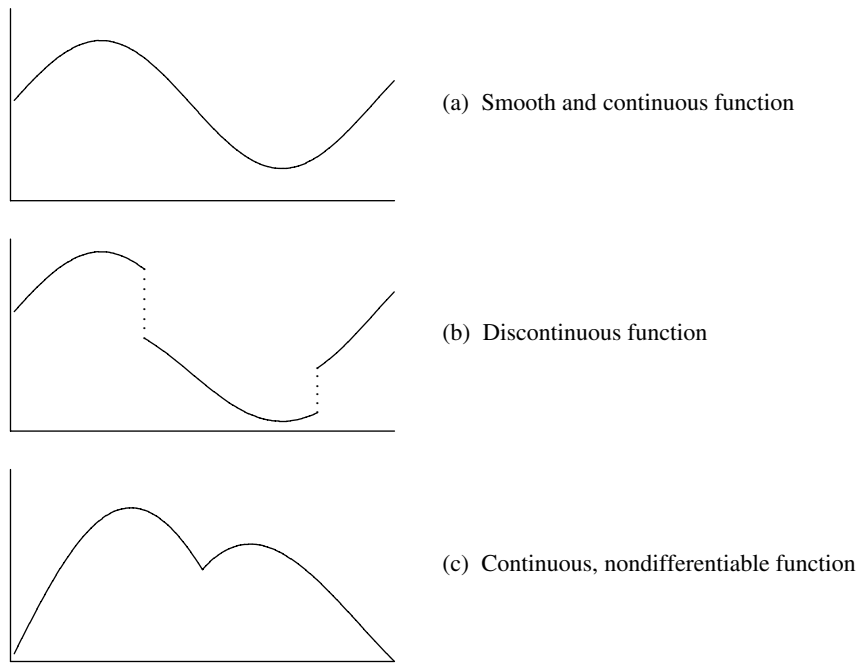 (a) Smooth and continuous function
(b) Discontinuous function
(c) Continuous, nondifferentiable function